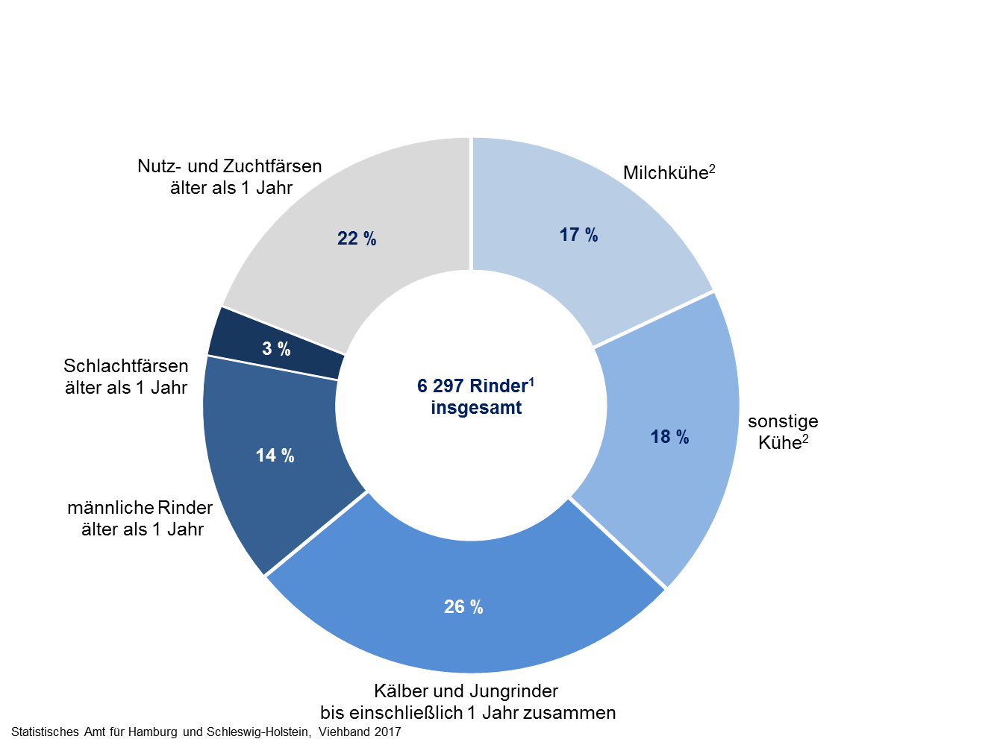 Nutz- und Zuchtfärsen
älter als 1 Jahr
Milchkühe²
22 %
17 %
3 %
Schlachtfärsen
älter als 1 Jahr
6 297 Rinder¹
insgesamt
sonstige
Kühe²
18 %
14 %
männliche Rinder
älter als 1 Jahr
26 %
Kälber und Jungrinder
bis einschließlich 1 Jahr zusammen
Statistisches Amt für Hamburg und Schleswig-Holstein, Viehband 2017